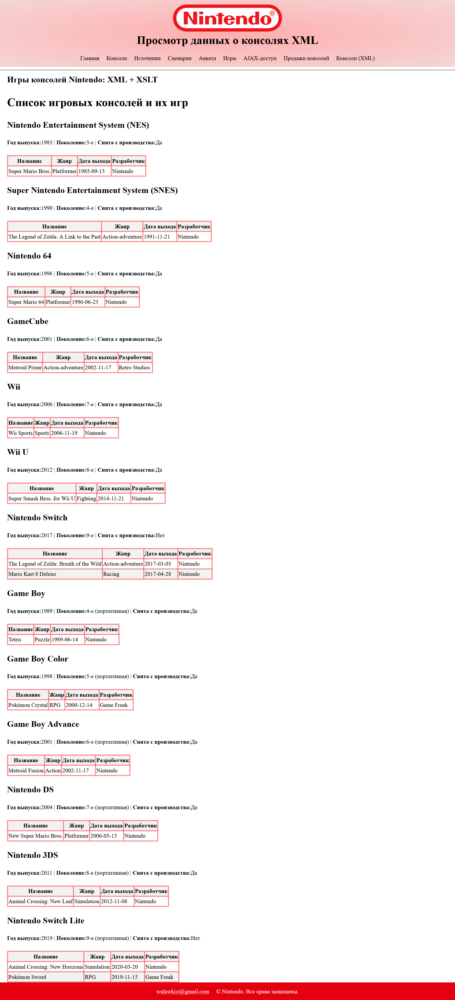 Nintendo®
Просмотр данных о консолях XML
Главная Консоли Источники Сценарии Анкета Игры AJAX-доступ Продажи консолей Консоли (XML)
Игры консолей Nintendo: XML + XSLT
Список игровых консолей и их игр
Nintendo Entertainment System (NES)
Год выпуска:1983 | Поколение:3-е | Снята с производства:Да
Название Жанр Дата выхода Разработчик
Super Mario Bros. Platformer 1985-09-13 Nintendo
Super Nintendo Entertainment System (SNES)
Год выпуска:1990 | Поколение:4-е | Снята с производства:Да
Название Жанр Дата выхода Разработчик
The Legend of Zelda: A Link to the Past Action-adventure 1991-11-21 Nintendo
Nintendo 64
Год выпуска:1996 | Поколение:5-е | Снята с производства:Да
Название Жанр Дата выхода Разработчик
Super Mario 64 Platformer 1996-06-23 Nintendo
GameCube
Год выпуска:2001 | Поколение:6-е | Снята с производства:Да
Название Жанр Дата выхода Разработчик
Metroid Prime Action-adventure 2002-11-17 Retro Studios
Wii
Год выпуска:2006 | Поколение:7-е | Снята с производства:Да
Название Жанр Дата выхода Разработчик
Wii Sports Sports 2006-11-19 Nintendo
Wii U
Год выпуска:2012 | Поколение:8-е | Снята с производства:Да
Название Жанр Дата выхода Разработчик
Super Smash Bros. for Wii U Fighting 2014-11-21 Nintendo
Nintendo Switch
Год выпуска:2017 | Поколение:9-е | Снята с производства:Нет
Название Жанр Дата выхода Разработчик
The Legend of Zelda: Breath of the Wild Action-adventure 2017-03-03 Nintendo
Mario Kart 8 Deluxe Racing 2017-04-28 Nintendo
Game Boy
Год выпуска:1989 | Поколение:4-е (портативная) | Снята с производства:Да
Название Жанр Дата выхода Разработчик
Tetris Puzzle 1989-06-14 Nintendo
Game Boy Color
Год выпуска:1998 | Поколение:5-е (портативная) | Снята с производства:Да
Название Жанр Дата выхода Разработчик
Pokémon Crystal RPG 2000-12-14 Game Freak
Game Boy Advance
Год выпуска:2001 | Поколение:6-е (портативная) | Снята с производства:Да
Название Жанр Дата выхода Разработчик
Metroid Fusion Action 2002-11-17 Nintendo
Nintendo DS
Год выпуска:2004 | Поколение:7-е (портативная) | Снята с производства:Да
Название Жанр Дата выхода Разработчик
New Super Mario Bros. Platformer 2006-05-15 Nintendo
Nintendo 3DS
Год выпуска:2011 | Поколение:8-е (портативная) | Снята с производства:Да
Название Жанр Дата выхода Разработчик
Animal Crossing: New Leaf Simulation 2012-11-08 Nintendo
Nintendo Switch Lite
Год выпуска:2019 | Поколение:9-е (портативная) | Снята с производства:Нет
Название Жанр Дата выхода Разработчик
Animal Crossing: New Horizons Simulation 2020-03-20 Nintendo
Pokémon Sword RPG 2019-11-15 Game Freak
walawkizi@gmail.com © Nintendo. Все права защищены.